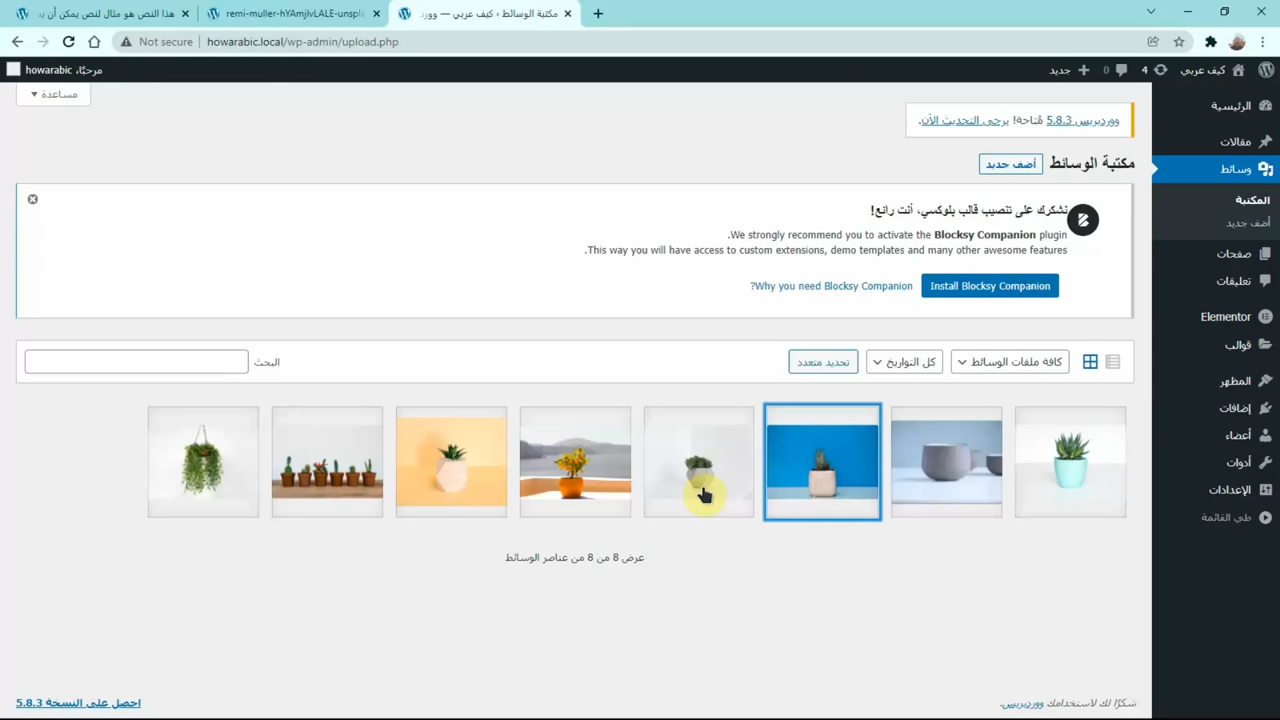 هذا النص هو مثال لنص يمكن أن يـ
remi-muller-hYAmjlvLALE-unspla
مكتبة الوسائط ‹ كيف عربي — وورد
Not secure
howarabic.local/wp-admin/upload.php
كيف عربي
4
0
جديد
مرحبًا، howarabic
مساعدة
ووردبريس 5.8.3 مُتاحة! يرجى التحديث الآن.
مكتبة الوسائط
أضف جديد
نشكرك على تنصيب قالب بلوكسي، أنت رائع!
We strongly recommend you to activate the Blocksy Companion plugin.
This way you will have access to custom extensions, demo templates and many other awesome features.
Install Blocksy Companion
Why you need Blocksy Companion?
كافة ملفات الوسائط
كل التواريخ
تحديد متعدد
البحث
عرض 8 من 8 من عناصر الوسائط
الرئيسية
مقالات
وسائط
المكتبة
أضف جديد
صفحات
تعليقات
Elementor
قوالب
المظهر
إضافات
أعضاء
أدوات
الإعدادات
طي القائمة
شكرًا لك لاستخدامك ووردبريس.
احصل على النسخة 5.8.3